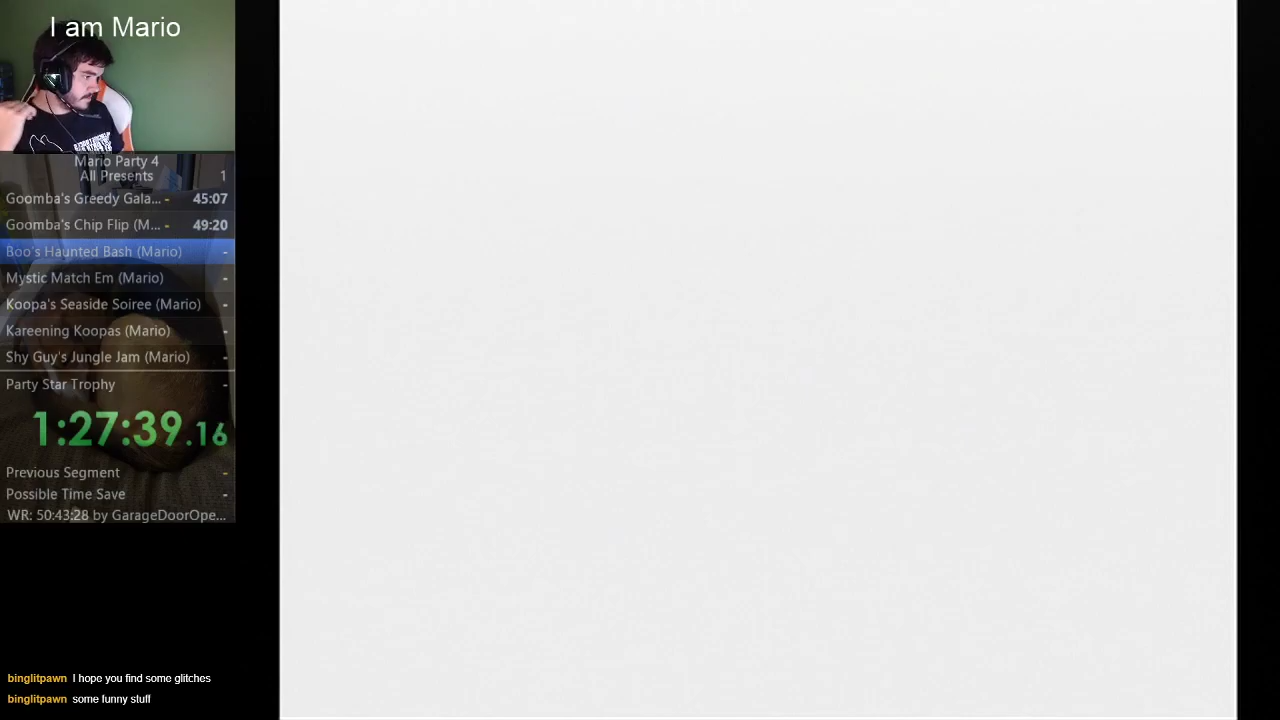 I am Mario
Mario Party 4
All Presents 1
Goomba's Greedy Gala... - 45:07
Goomba's Chip Flip (M... - 49:20
Boo's Haunted Bash (Mario) -
Mystic Match Em (Mario) -
Koopa's Seaside Soiree (Mario) -
Kareening Koopas (Mario) -
Shy Guy's Jungle Jam (Mario) -
Party Star Trophy -
1:27:39.16
Previous Segment -
Possible Time Save -
WR: 50:43:28 by GarageDoorOpe...
binglitpawn I hope you find some glitches
binglitpawn some funny stuff